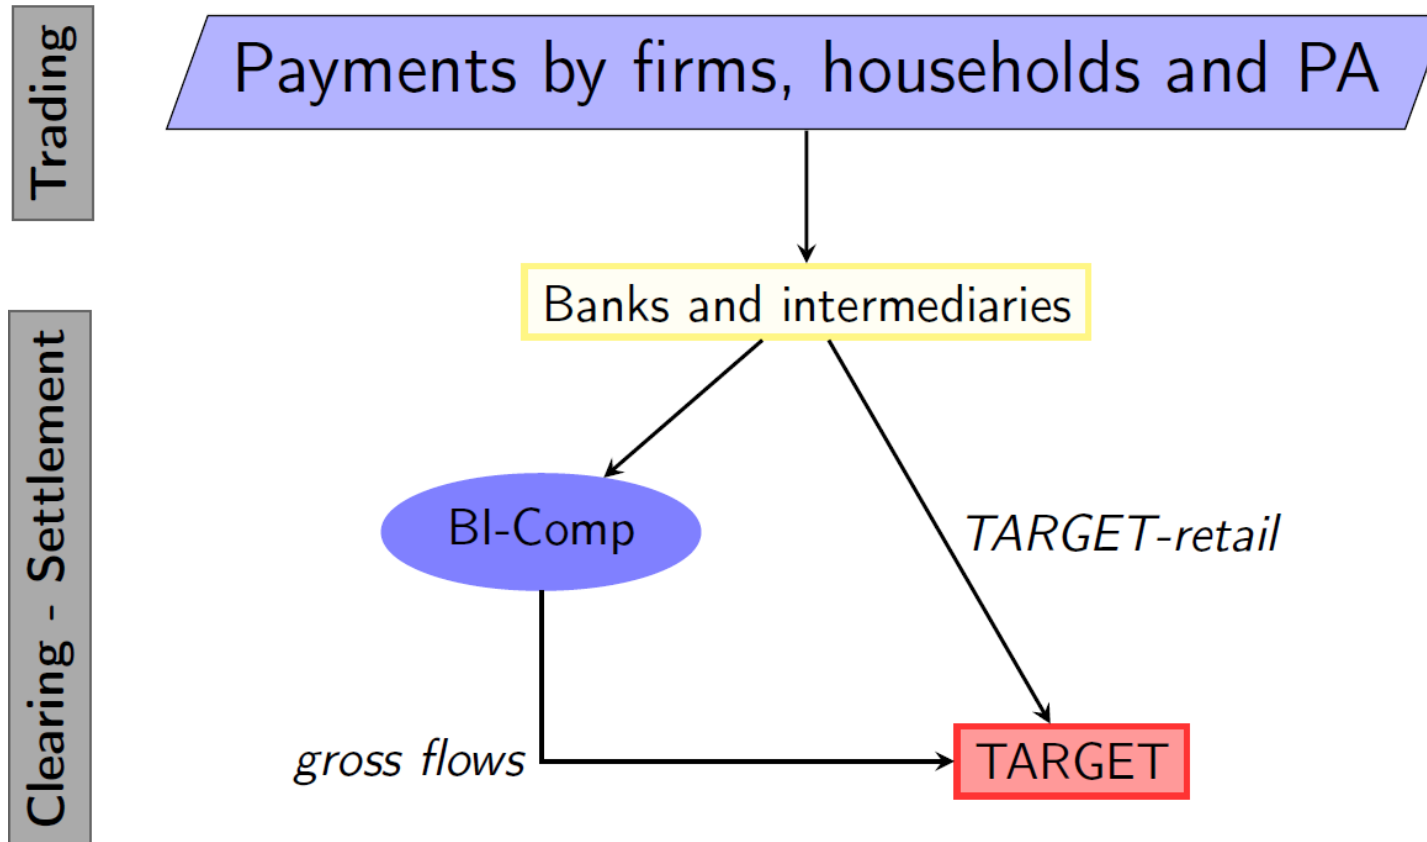 Trading
Payments by firms, households and PA
Banks and intermediaries
Clearing - Settlement
BI-Comp
TARGET-retail
gross flows
TARGET